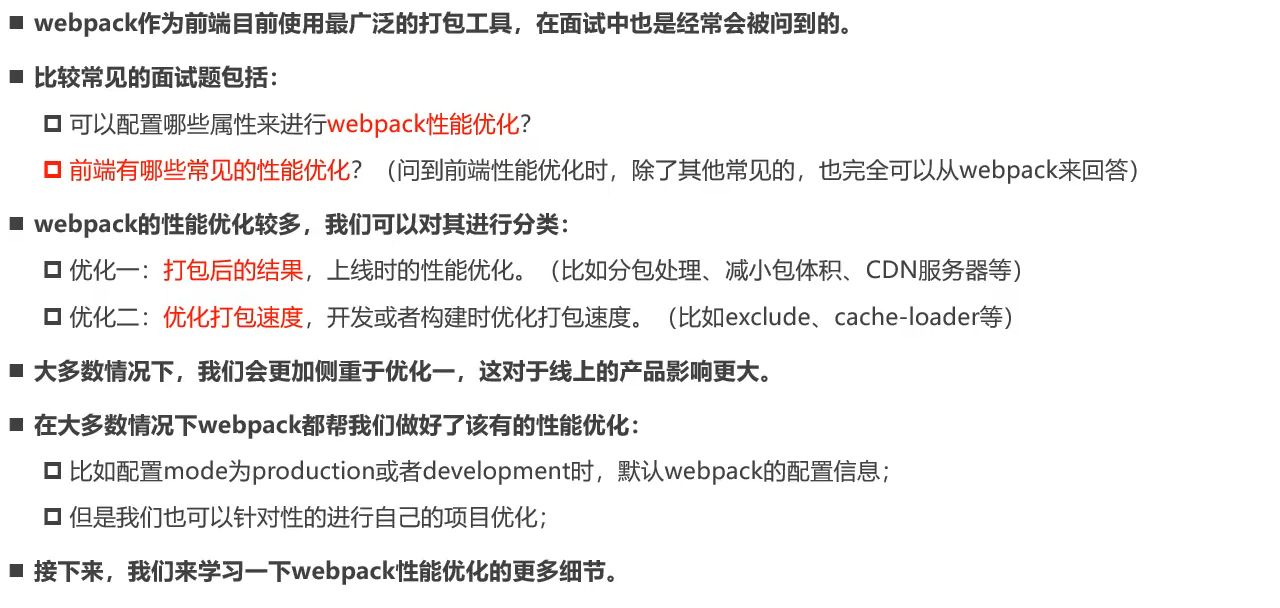 webpack作为前端目前使用最广泛的打包工具，在面试中也是经常会被问到的。
比较常见的面试题包括：
可以配置哪些属性来进行webpack性能优化？
前端有哪些常见的性能优化？（问到前端性能优化时，除了其他常见的，也完全可以从webpack来回答）
webpack的性能优化较多，我们可以对其进行分类：
优化一：打包后的结果，上线时的性能优化。（比如分包处理、减小包体积、CDN服务器等）
优化二：优化打包速度，开发或者构建时优化打包速度。（比如exclude、cache-loader等）
大多数情况下，我们会更加侧重于优化一，这对于线上的产品影响更大。
在大多数情况下webpack都帮我们做好了该有的性能优化：
比如配置mode为production或者development时，默认webpack的配置信息；
但是我们也可以针对性的进行自己的项目优化；
接下来，我们来学习一下webpack性能优化的更多细节。